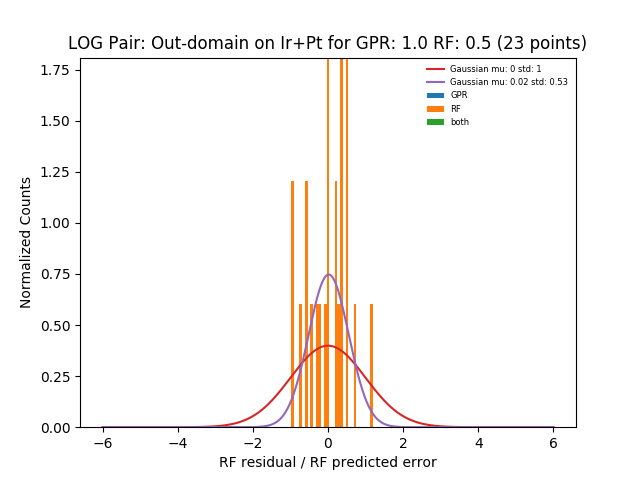 LOG Pair: Out-domain on Ir+Pt for GPR: 1.0 RF: 0.5 (23 points)
Gaussian mu: 0 std: 1
Gaussian mu: 0.02 std: 0.53
GPR
RF
both
Normalized Counts
1.75
1.50
1.25
1.00
0.75
0.50
0.25
0.00
−6 −4 −2 0 2 4 6
RF residual / RF predicted error